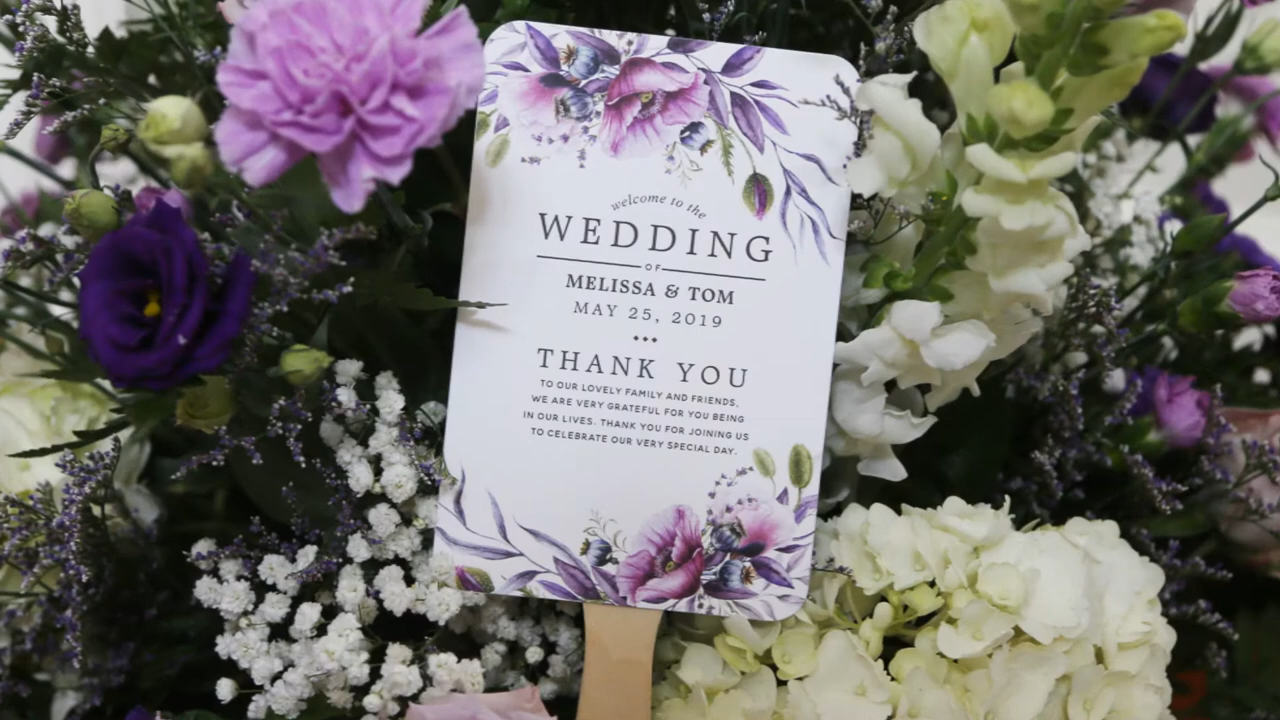 welcome to the
WEDDING
OF
MELISSA & TOM
MAY 25, 2019
THANK YOU
TO OUR LOVELY FAMILY AND FRIENDS,
WE ARE VERY GRATEFUL FOR YOU BEING
IN OUR LIVES. THANK YOU FOR JOINING US
TO CELEBRATE OUR VERY SPECIAL DAY.